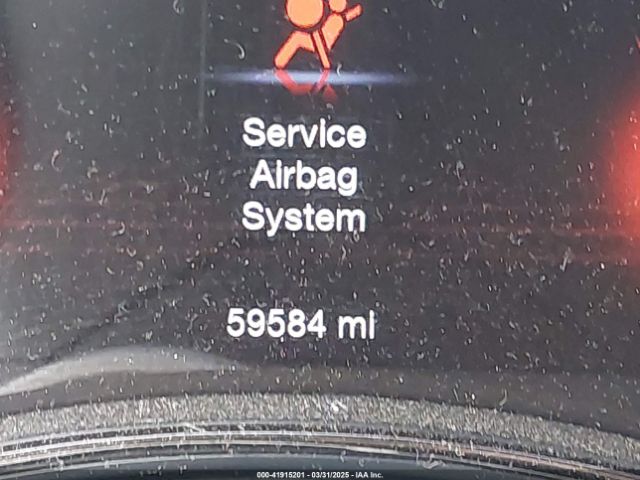 Service
Airbag
System
59584 mi
000-41915201 - 03/31/2025 - IAA Inc.